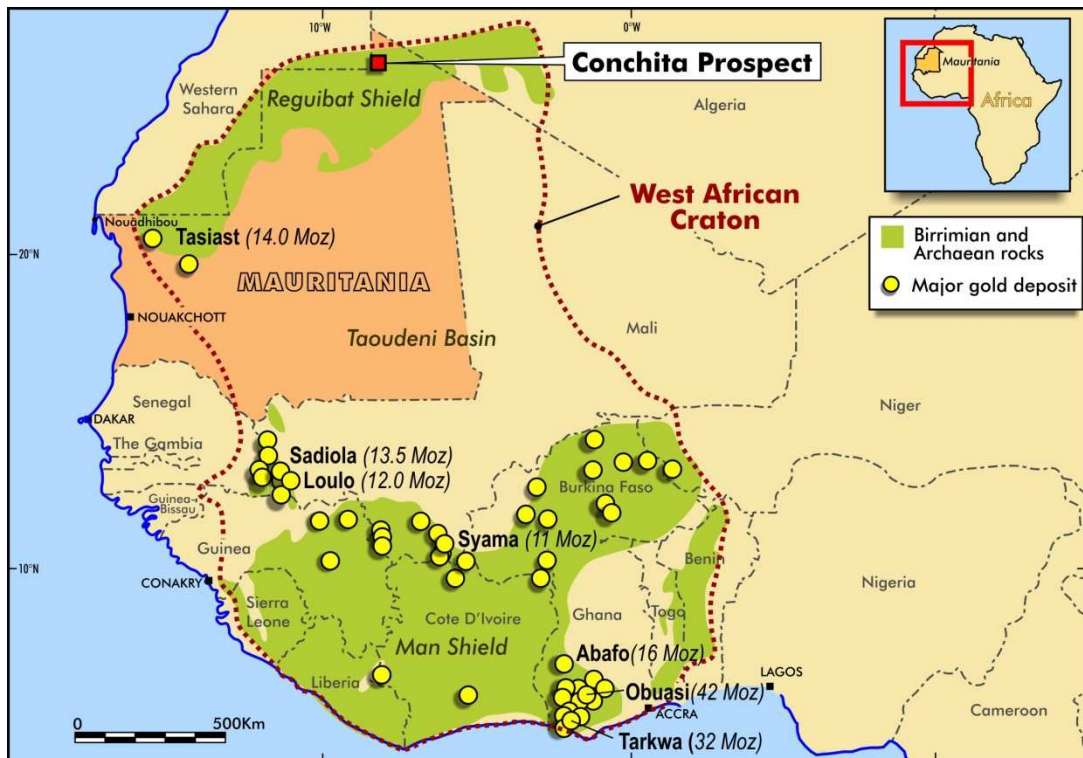 10°W
0°W
Conchita Prospect
Mauritania
Africa
Western
Sahara
Reguibat Shield
Algeria
West African
Craton
Nouadhibou
Tasiast (14.0 Moz)
20°N
MAURITANIA
Birrimian and
Archaean rocks
Major gold deposit
NOUAKCHOTT
Taoudeni Basin
Mali
Senegal
DAKAR
The Gambia
Niger
Sadiola (13.5 Moz)
Loulo (12.0 Moz)
Burkina Faso
Guinea
Bissau
Guinea
Syama (11 Moz)
10°N
CONAKRY
Benin
Nigeria
Sierra
Leone
Cote D'Ivoire
Ghana
Togo
Man Shield
Abafo (16 Moz)
Liberia
LAGOS
Obuasi (42 Moz)
ACCRA
Cameroon
0
500Km
Tarkwa (32 Moz)